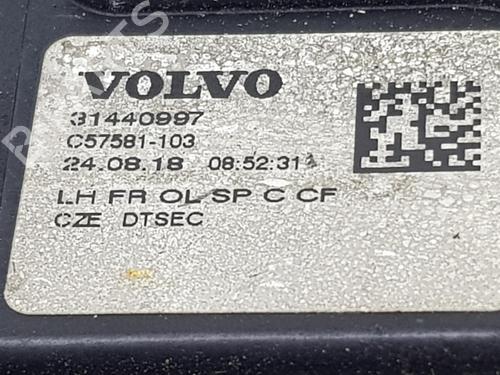 VOLVO
31440997
C57581-103
24.08.18 08:52:31
LH FR OL SP C CF
CZE DTSEC